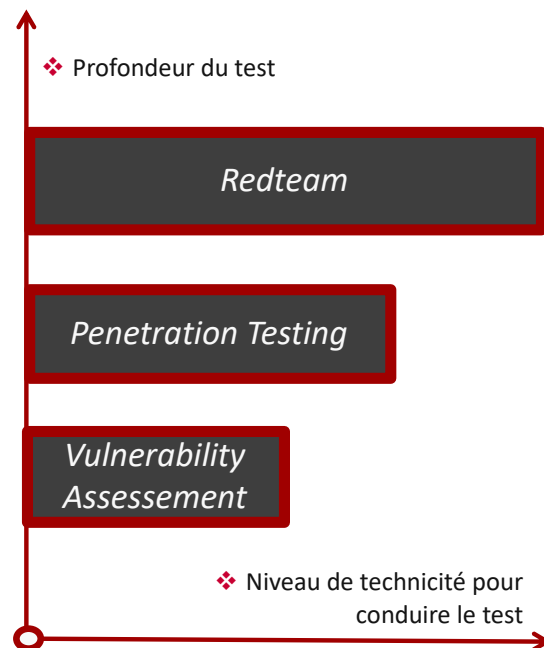 ❖ Profondeur du test
Redteam
Penetration Testing
Vulnerability
Assessement
❖ Niveau de technicité pour
conduire le test